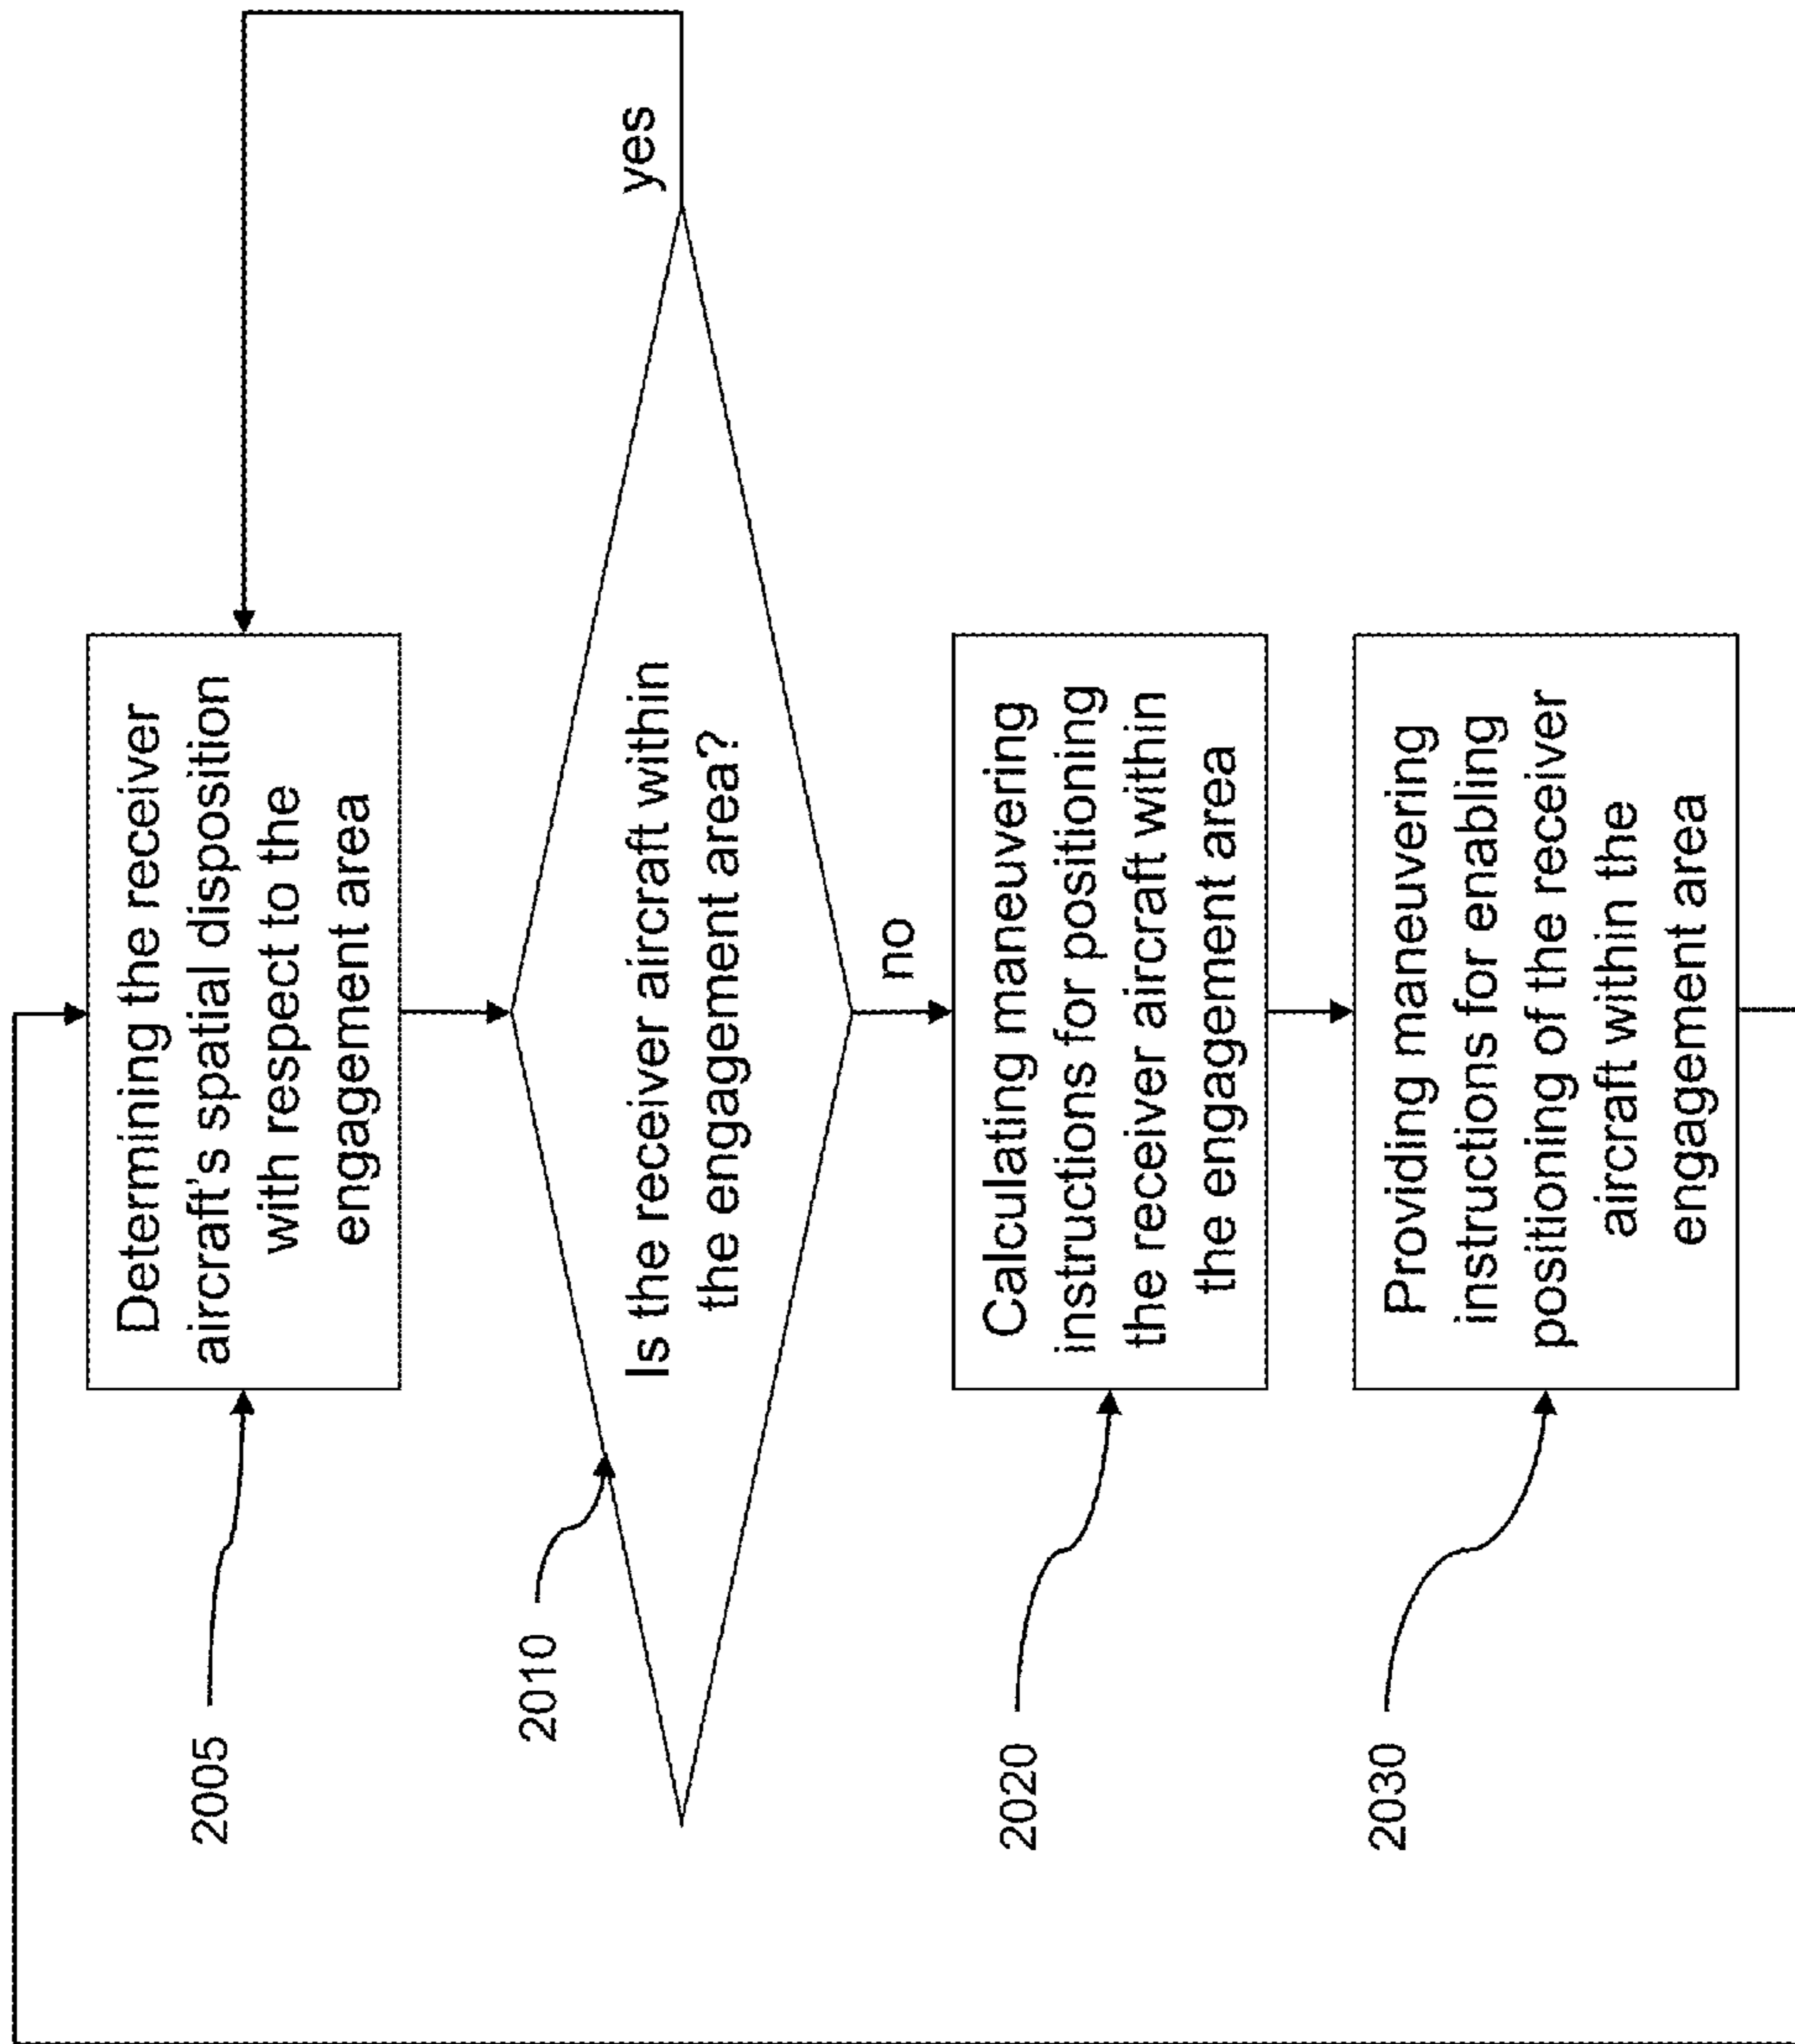 2005
Determining the receiver
aircraft's spatial disposition
with respect to the
engagement area
2010
Is the receiver aircraft within
the engagement area?
yes
no
2020
Calculating maneuvering
instructions for positioning
the receiver aircraft within
the engagement area
2030
Providing maneuvering
instructions for enabling
positioning of the receiver
aircraft within the
engagement area